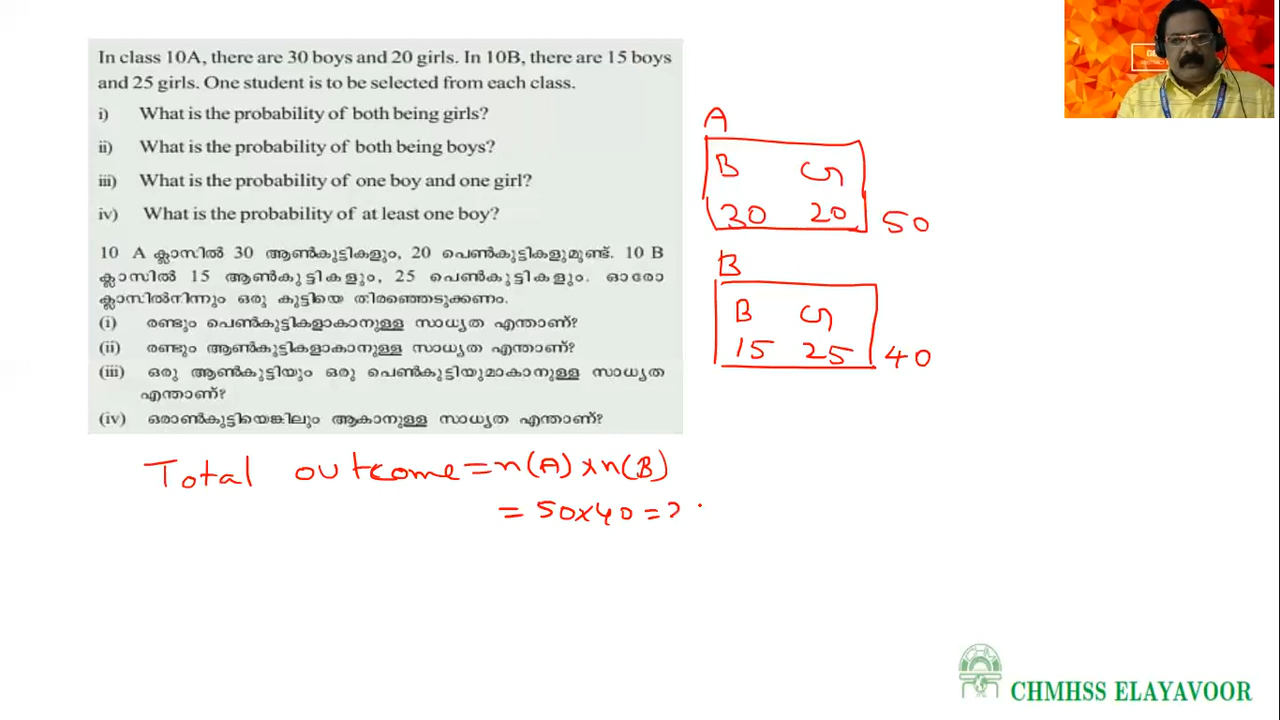 In class 10A, there are 30 boys and 20 girls. In 10B, there are 15 boys
and 25 girls. One student is to be selected from each class.
i) What is the probability of both being girls?
ii) What is the probability of both being boys?
iii) What is the probability of one boy and one girl?
iv) What is the probability of at least one boy?
10 A ക്ലാസിൽ 30 ആൺകുട്ടികളും, 20 പെൺകുട്ടികളുമുണ്ട്. 10 B
ക്ലാസിൽ 15 ആൺകുട്ടികളും, 25 പെൺകുട്ടികളും. ഓരോ
ക്ലാസിൽനിന്നും ഒരു കുട്ടിയെ തിരഞ്ഞെടുക്കണം.
(i) രണ്ടും പെൺകുട്ടികളാകാനുള്ള സാധ്യത എന്താണ്?
(ii) രണ്ടും ആൺകുട്ടികളാകാനുള്ള സാധ്യത എന്താണ്?
(iii) ഒരു ആൺകുട്ടിയും ഒരു പെൺകുട്ടിയുമാകാനുള്ള സാധ്യത
എന്താണ്?
(iv) ഒരാൺകുട്ടിയെങ്കിലും ആകാനുള്ള സാധ്യത എന്താണ്?
A
B G
30 20 50
B
B G
15 25 40
Total outcome = n(A) × n(B)
= 50×40 = 2
CHMHSS ELAYAVOOR